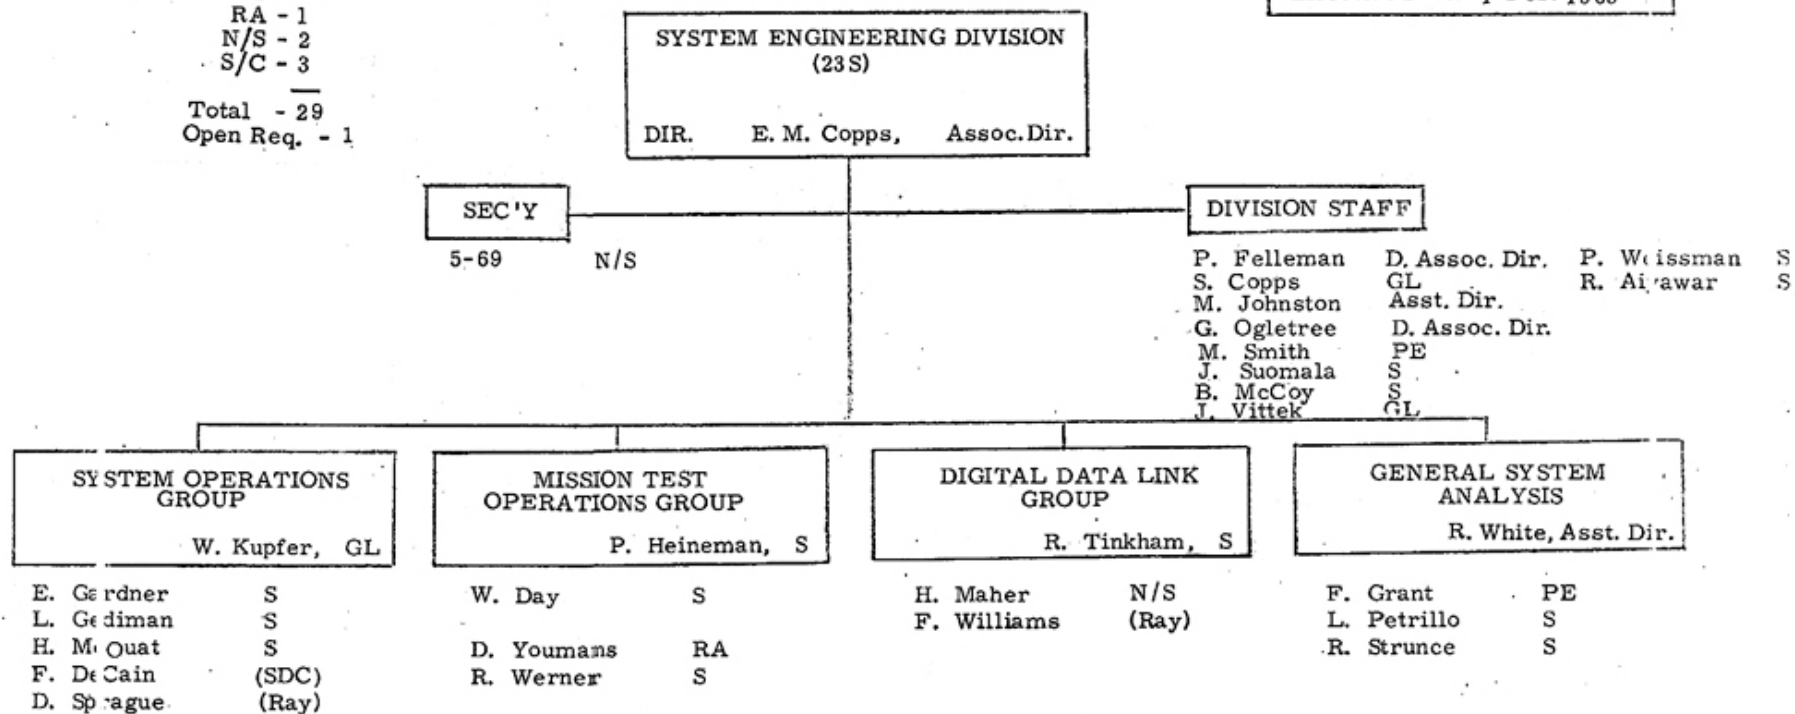 RA - 1
N/S - 2
S/C - 3
Total - 29
Open Req. - 1
SYSTEM ENGINEERING DIVISION
(23S)
DIR. E. M. Copps, Assoc. Dir.
SEC'Y
5-69 N/S
DIVISION STAFF
P. Felleman D. Assoc. Dir. P. Weissman S
S. Copps GL R. S
M. Johnston Asst. Dir.
G. Ogletree D. Assoc. Dir.
M. Smith PE
J. Suomala S
B. McCoy S
J. Vittek GL
SYSTEM OPERATIONS
GROUP
W. Kupfer, GL
E. Gardner S
L. Gediman S
H. McOuat S
F. DeCain (SDC)
D. Sprague (Ray)
MISSION TEST
OPERATIONS GROUP
P. Heineman, S
W. Day S
D. Youmans RA
R. Werner S
DIGITAL DATA LINK
GROUP
R. Tinkham, S
H. Maher N/S
F. Williams (Ray)
GENERAL SYSTEM
ANALYSIS
R. White, Asst. Dir.
F. Grant PE
L. Petrillo S
R. Strunce S